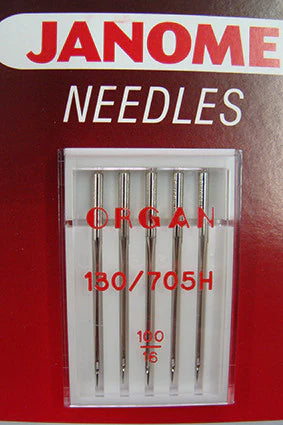 JANOME
NEEDLES
ORGAN
130/705H
100
16